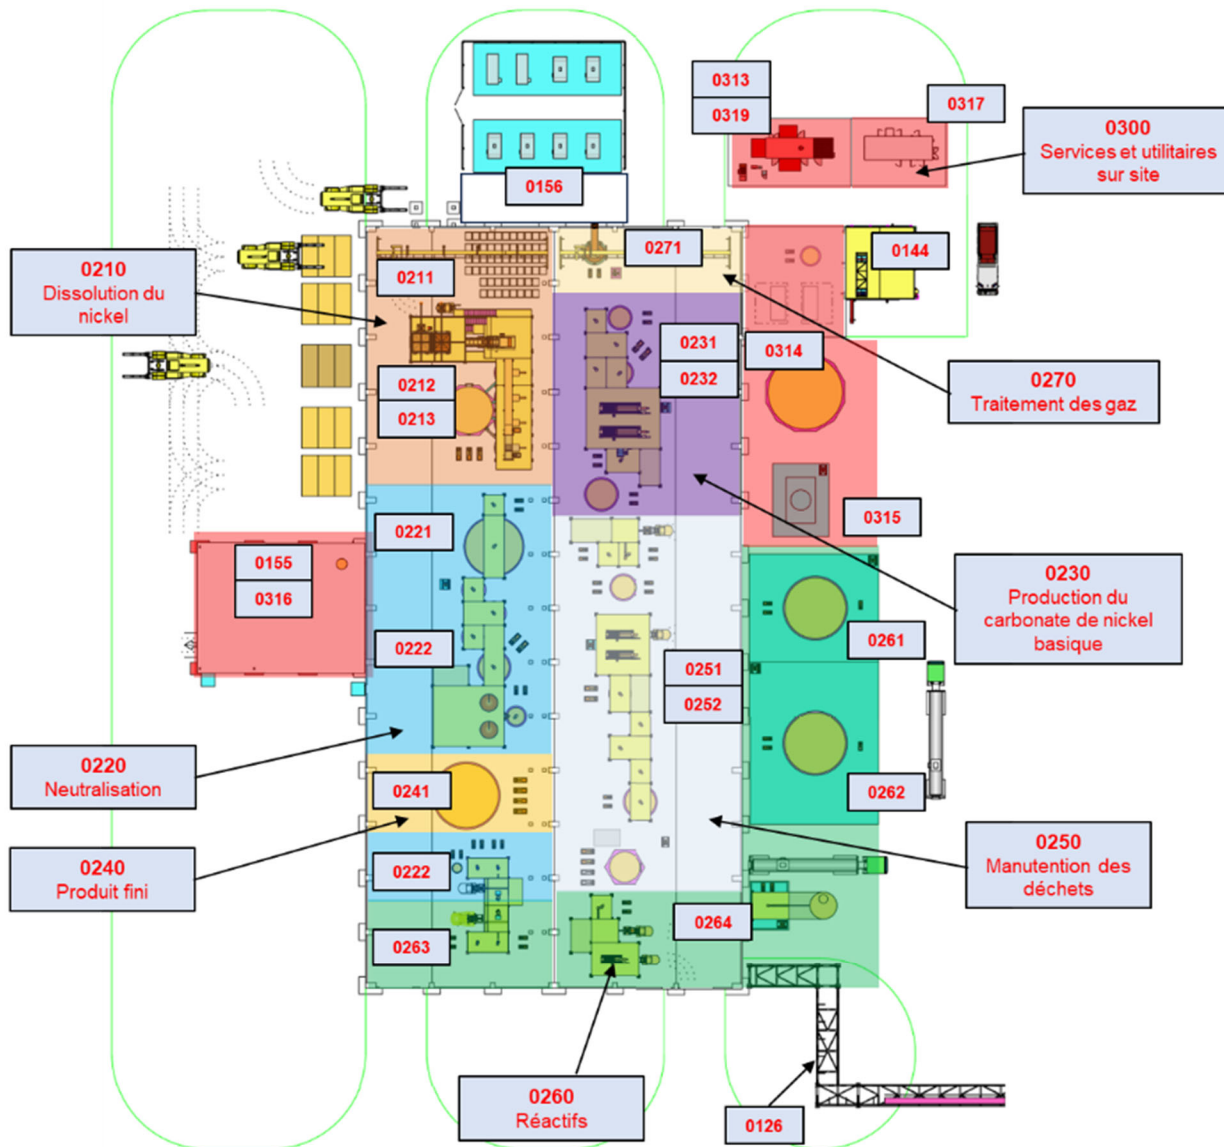 0313
0319
0317
0300
Services et utilitaires
sur site
0156
0271
0144
0210
Dissolution du
nickel
0211
0231
0232
0314
0212
0213
0270
Traitement des gaz
0221
0315
0155
0316
0230
Production du
carbonate de nickel
basique
0222
0261
0251
0252
0220
Neutralisation
0241
0262
0240
Produit fini
0222
0250
Manutention des
déchets
0263
0264
0260
Réactifs
0126